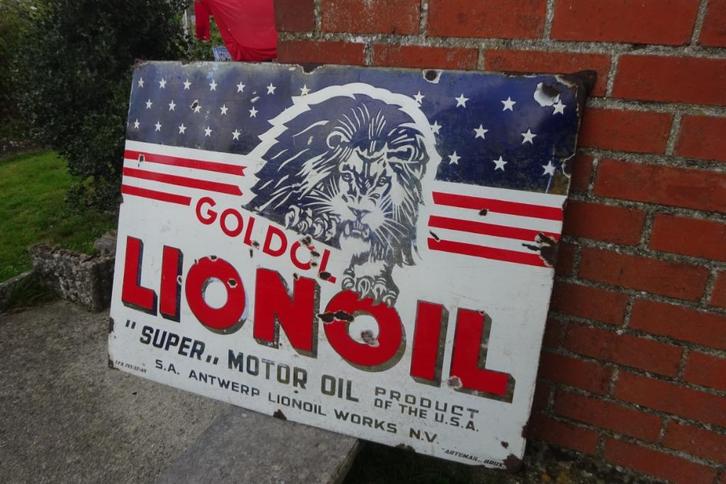 GOLDOL
LIONOIL
"SUPER„ MOTOR OIL PRODUCT OF THE U.S.A.
S.A. ANTWERP LIONOIL WORKS N.V.